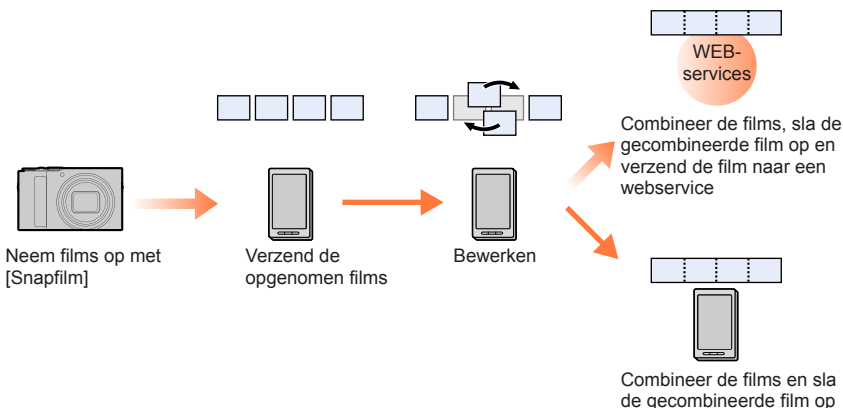 WEB-
services
Combineer de films, sla de
gecombineerde film op en
verzend de film naar een
webservice
Neem films op met
[Snapfilm]
Verzend de
opgenomen films
Bewerken
Combineer de films en sla
de gecombineerde film op